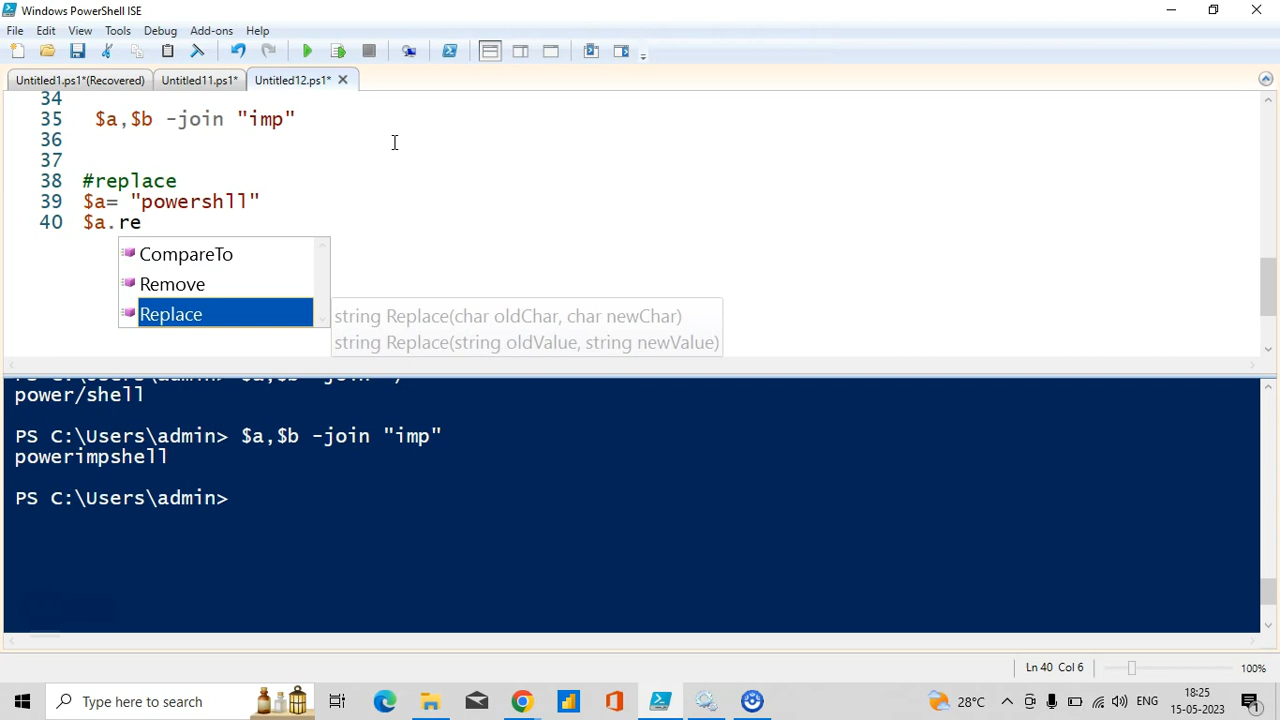 Windows PowerShell ISE
File Edit View Tools Debug Add-ons Help
Untitled1.ps1*(Recovered) Untitled11.ps1* Untitled12.ps1*
34
35 $a,$b -join "imp"
36
37
38 #replace
39 $a= "powershll"
40 $a.re
CompareTo
Remove
Replace
string Replace(char oldChar, char newChar)
string Replace(string oldValue, string newValue)
power/shell
PS C:\Users\admin> $a,$b -join "imp"
powerimpshell
PS C:\Users\admin>
Ln 40 Col 6 100%
Type here to search
28°C
ENG
18:25
15-05-2023
1